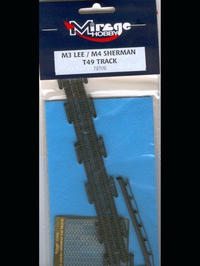 Mirage
HOBBY
M3 LEE / M4 SHERMAN
T49 TRACK